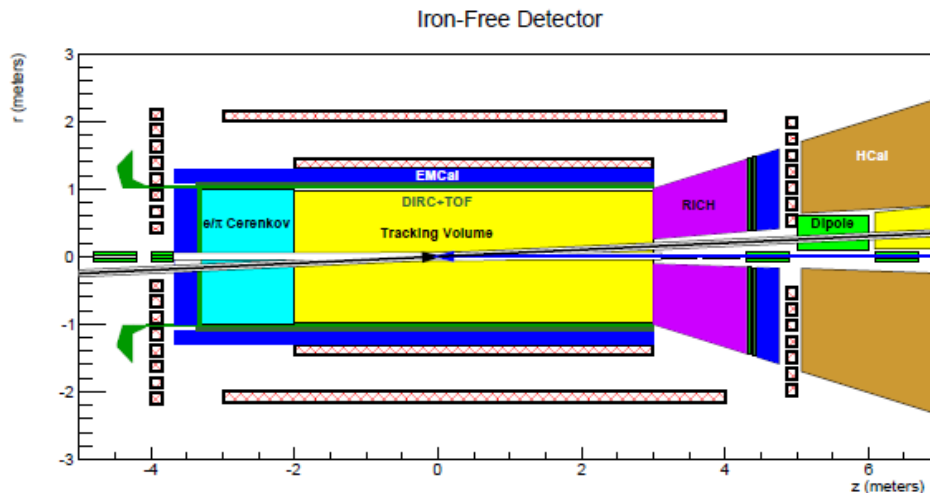 Iron-Free Detector
r (meters)
3
2
1
0
-1
-2
-3
HCal
EMCal
DIRC+TOF
RICH
e/π Cerenkov
Dipole
Tracking Volume
-4
-2
0
2
4
6
z (meters)